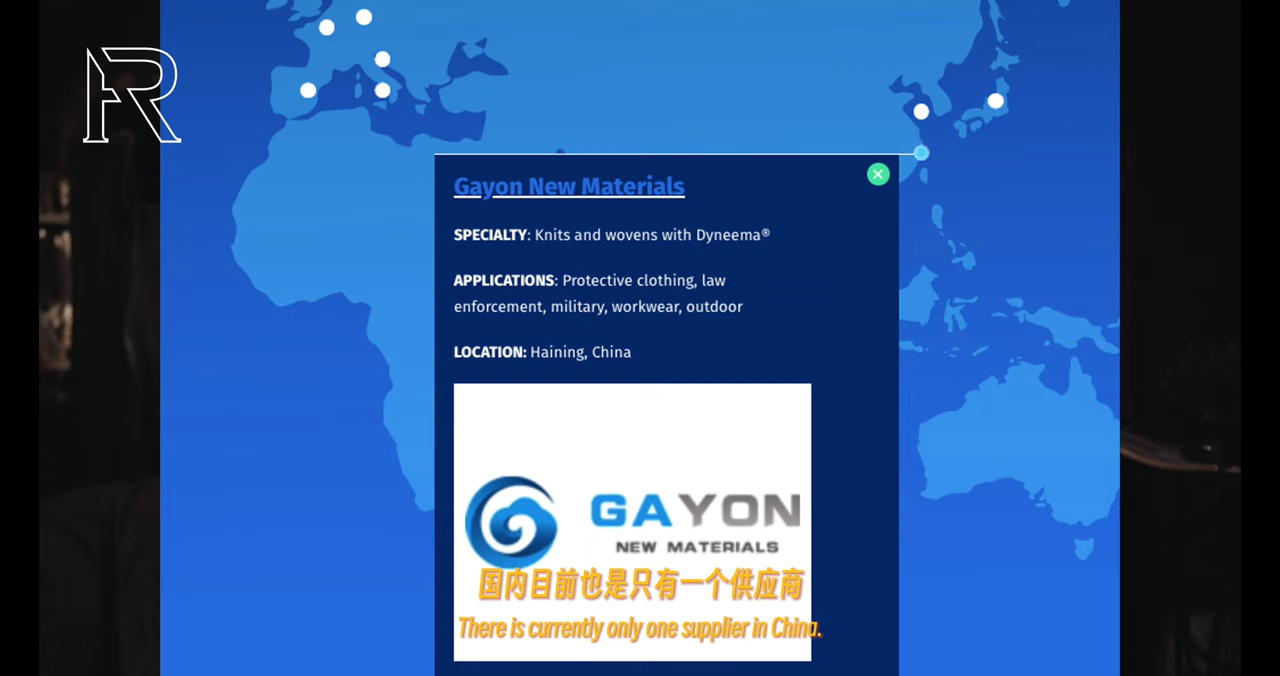 R
Gayon New Materials
SPECIALTY: Knits and wovens with Dyneema®
APPLICATIONS: Protective clothing, law
enforcement, military, workwear, outdoor
LOCATION: Haining, China
GAYON
NEW MATERIALS
国内目前也是只有一个供应商
There is currently only one supplier in China.